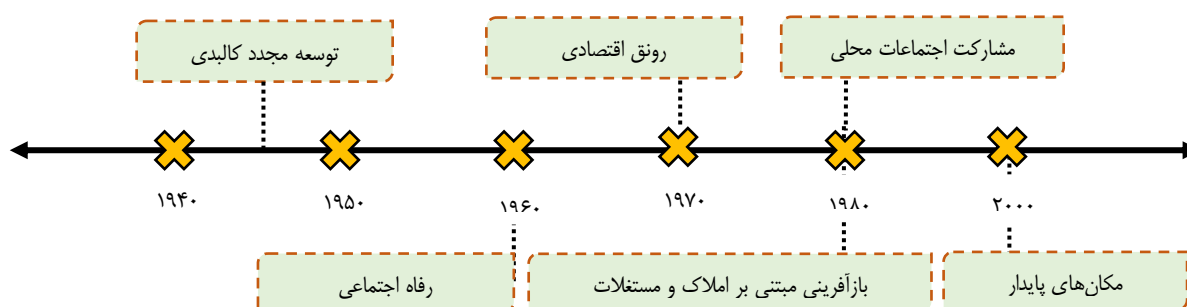 توسعه مجدد کالبدی
رونق اقتصادی
مشارکت اجتماعات محلی
۱۹۴۰
۱۹۵۰
۱۹۶۰
۱۹۷۰
۱۹۸۰
۲۰۰۰
رفاه اجتماعی
بازآفرینی مبتنی بر املاک و مستغلات
مکان‌های پایدار